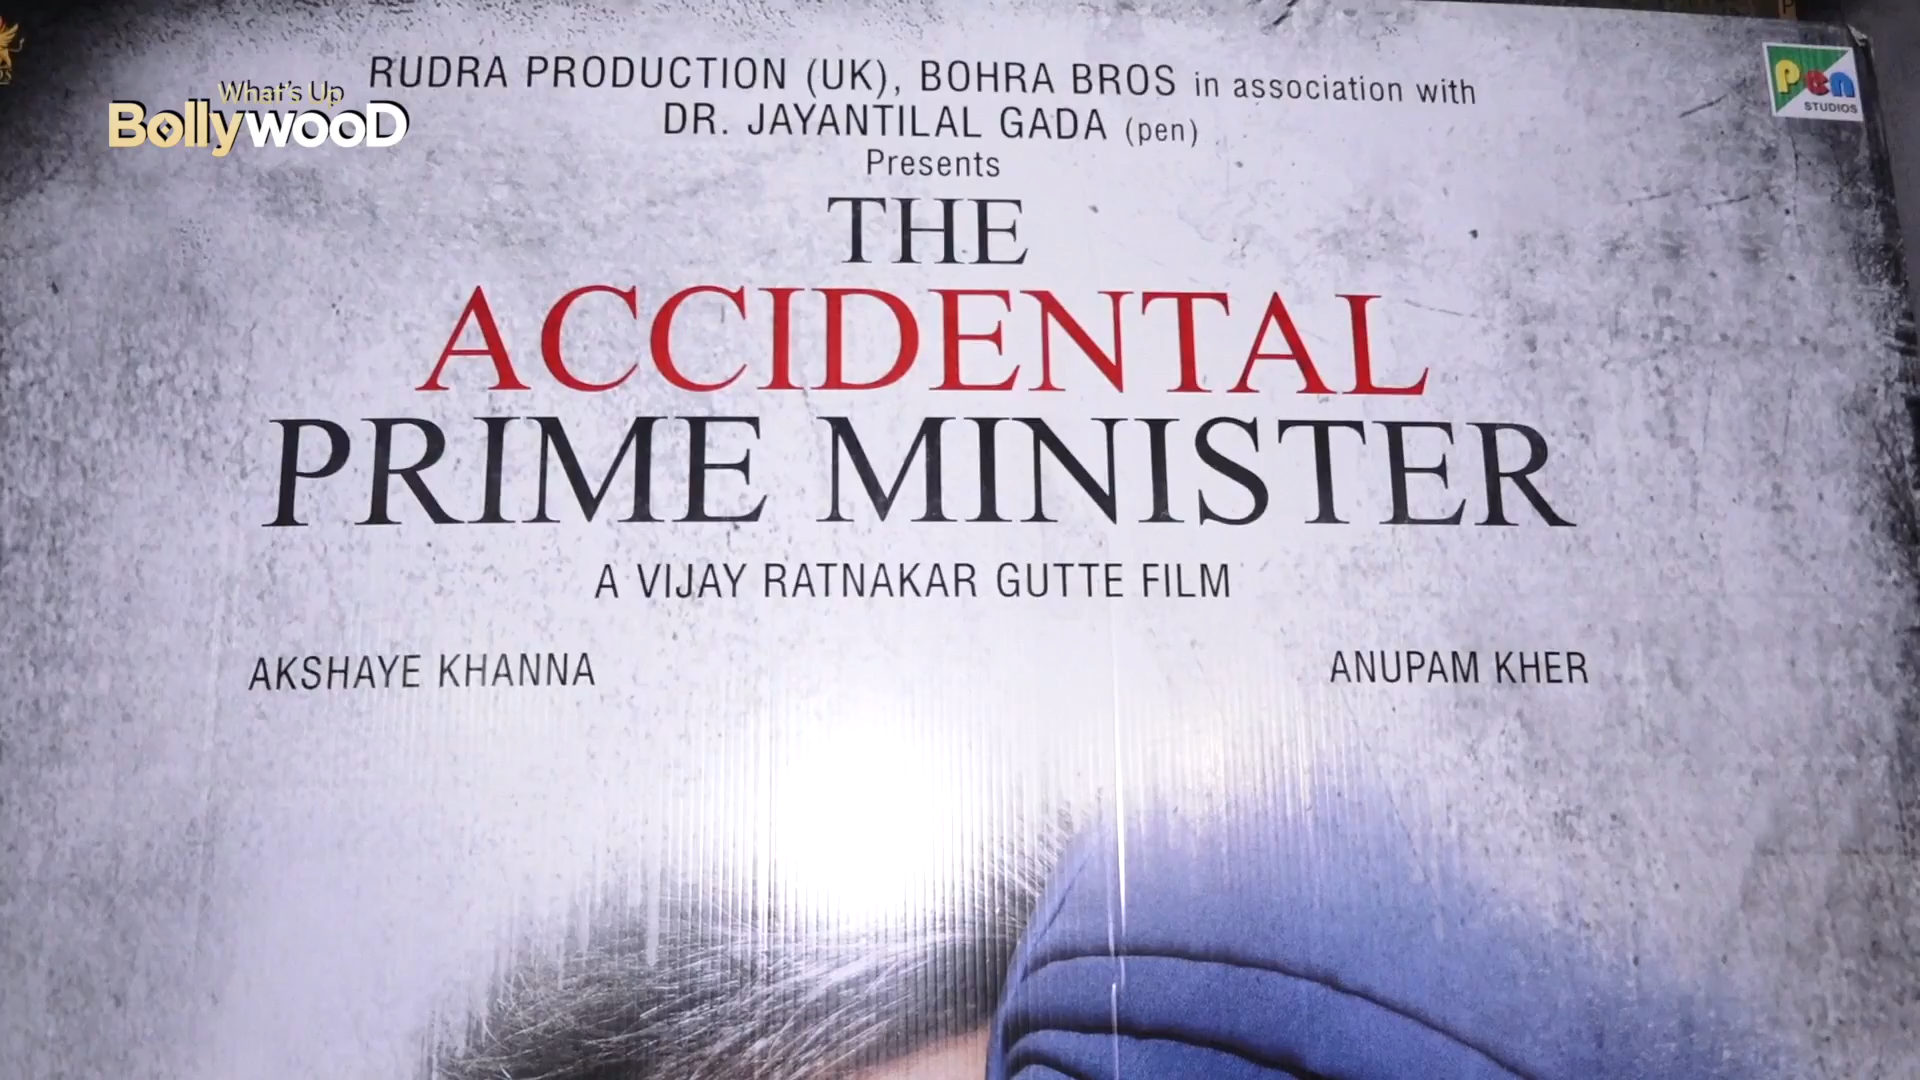 RUDRA PRODUCTION (UK), BOHRA BROS in association with
What's Up
BollywooD
DR. JAYANTILAL GADA (pen)
Pen
STUDIOS
Presents
THE
ACCIDENTAL
PRIME MINISTER
A VIJAY RATNAKAR GUTTE FILM
AKSHAYE KHANNA
ANUPAM KHER